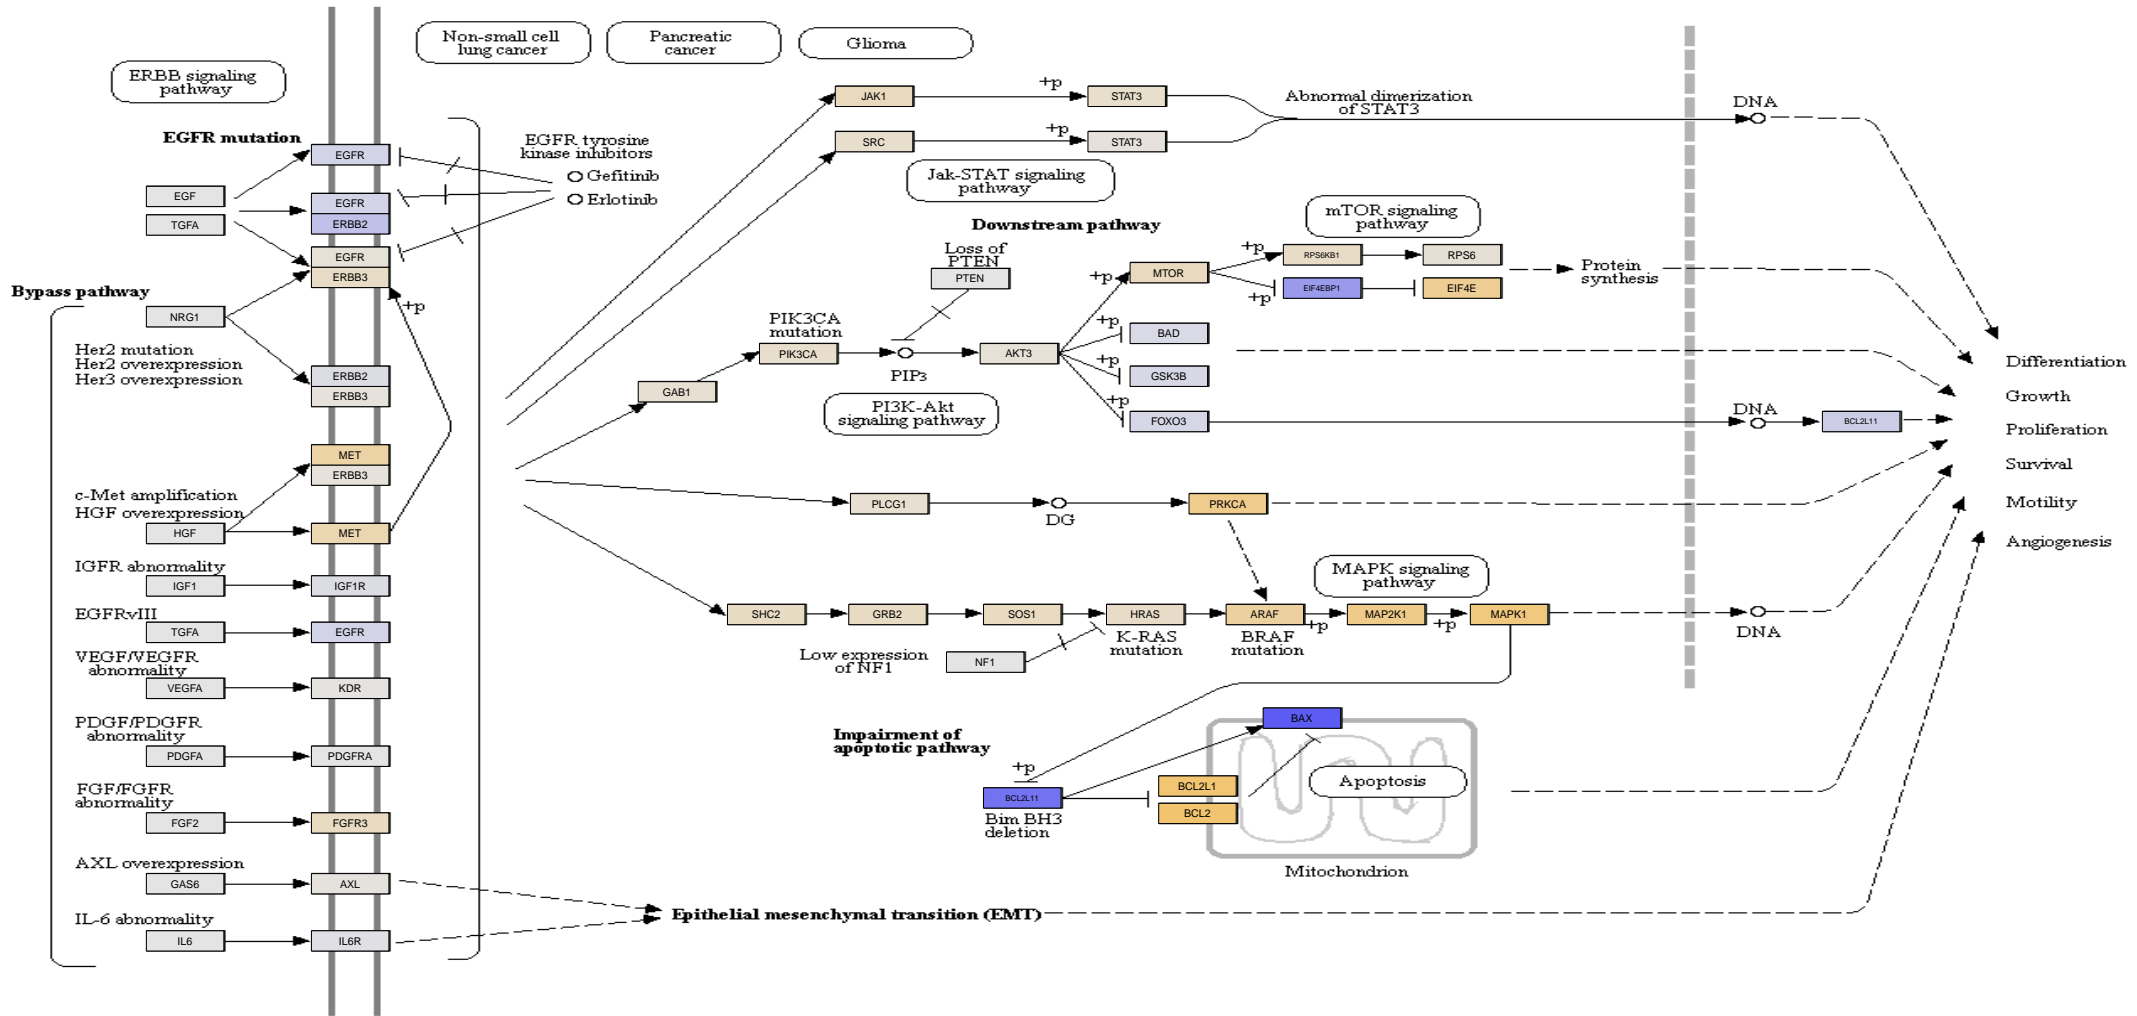 Non-small cell
lung cancer
Pancreatic
cancer
Glioma
ERBB signaling
pathway
EGFR mutation
EGFR
EGF
TGFA
EGFR
ERBB2
EGFR
ERBB3
EGFR tyrosine
kinase inhibitors
Gefitinib
Erlotinib
Bypass pathway
NRG1
+p
Her2 mutation
Her2 overexpression
Her3 overexpression
ERBB2
ERBB3
MET
ERBB3
c-Met amplification
HGF overexpression
HGF
MET
IGFR abnormality
IGF1
IGF1R
EGFRvIII
TGFA
EGFR
VEGF/VEGFR
abnormality
VEGFA
KDR
PDGF/PDGFR
abnormality
PDGFA
PDGFRA
FGF/FGFR
abnormality
FGF2
FGFR3
AXL overexpression
GAS6
AXL
IL-6 abnormality
IL6
IL6R
JAK1
+p
STAT3
SRC
+p
STAT3
Abnormal dimerization
of STAT3
DNA
Jak-STAT signaling
pathway
Downstream pathway
mTOR signaling
pathway
Loss of
PTEN
PTEN
+p
MTOR
+p
RPS6KB1
RPS6
+p
EIF4EBP1
EIF4E
Protein
synthesis
PIK3CA
mutation
PIK3CA
GAB1
PIP3
AKT3
+p
BAD
+p
GSK3B
+p
FOXO3
PI3K-Akt
signaling pathway
DNA
BCL2L11
PLCG1
DG
PRKCA
MAPK signaling
pathway
SHC2
GRB2
SOS1
HRAS
ARAF
+p
MAP2K1
+p
MAPK1
K-RAS
mutation
BRAF
mutation
DNA
Low expression
of NF1
NF1
Impairment of
apoptotic pathway
+p
BCL2L11
Bim BH3
deletion
BAX
BCL2L1
BCL2
Apoptosis
Mitochondrion
Epithelial mesenchymal transition (EMT)
Differentiation
Growth
Proliferation
Survival
Motility
Angiogenesis